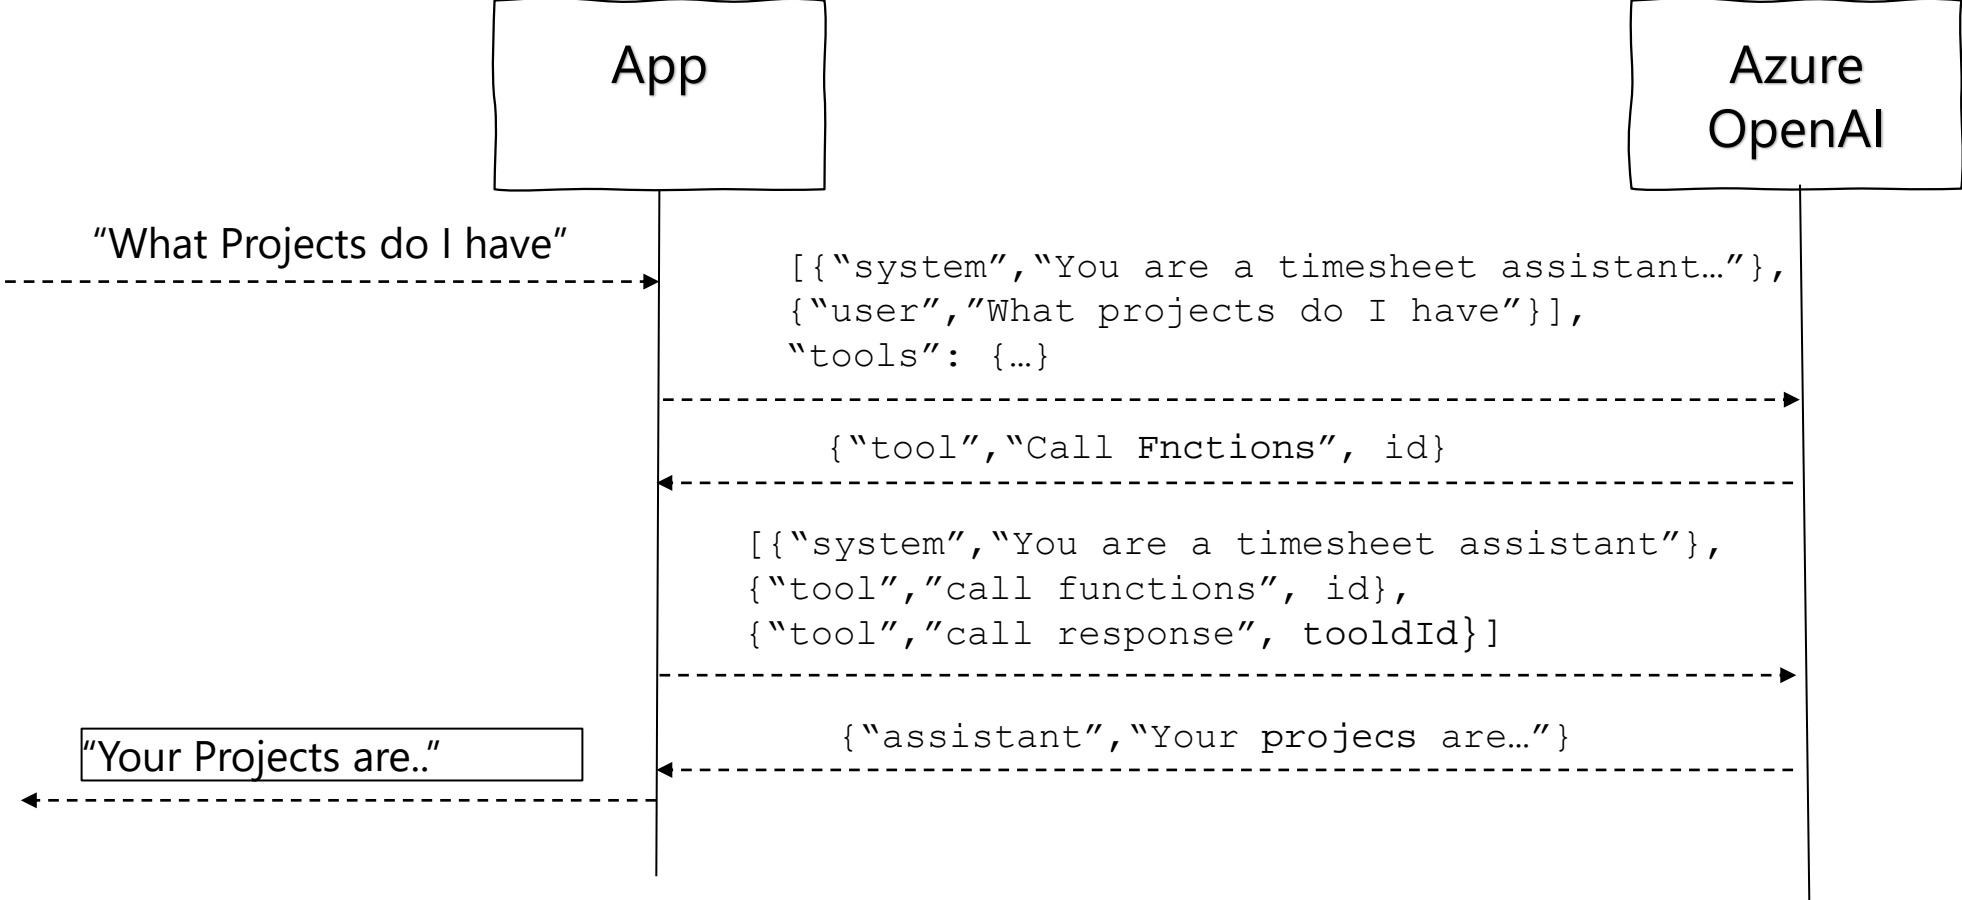 App
Azure
OpenAI
“What Projects do I have”
[{“system”,“You are a timesheet assistant…”},
{“user”,”What projects do I have”}],
“tools”: {…}
{“tool”,“Call Fnctions”, id}
[{“system”,“You are a timesheet assistant”},
{“tool”,”call functions”, id},
{“tool”,”call response”, tooldId}]
{“assistant”,“Your projecs are…”}
“Your Projects are..”